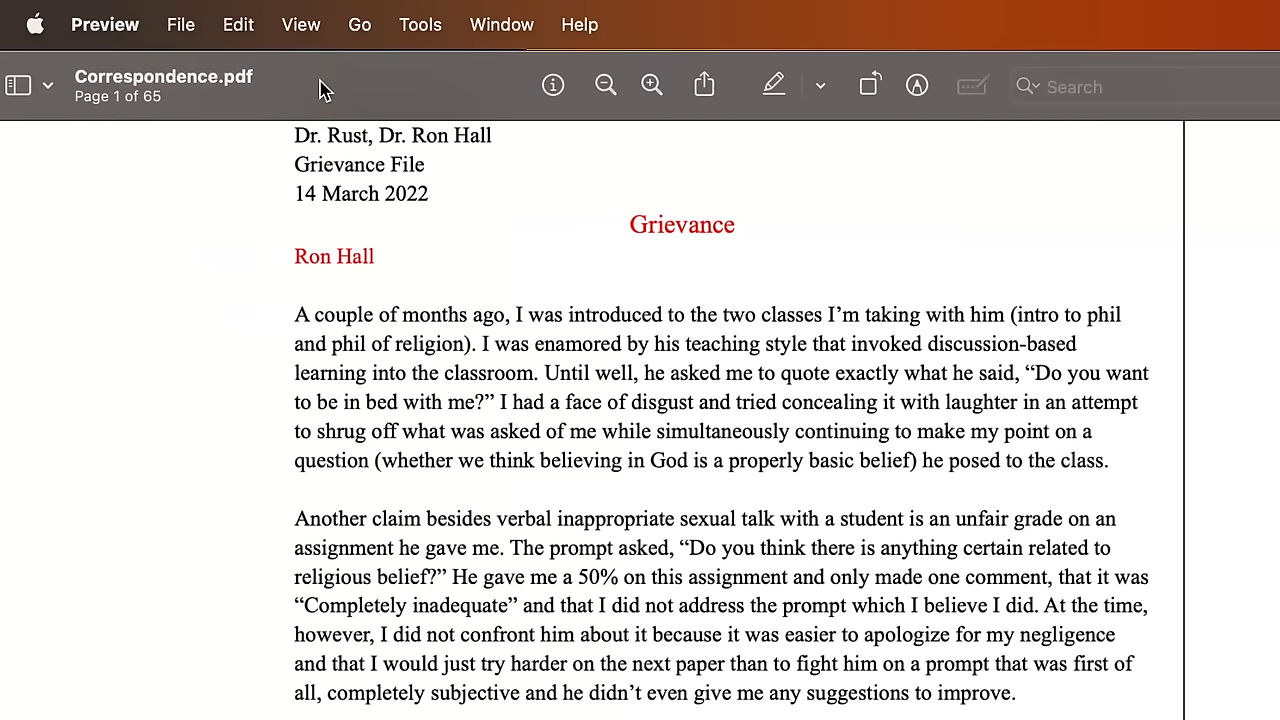 Preview File Edit View Go Tools Window Help
Correspondence.pdf
Page 1 of 65
Search
Dr. Rust, Dr. Ron Hall
Grievance File
14 March 2022
Grievance
Ron Hall
A couple of months ago, I was introduced to the two classes I’m taking with him (intro to phil
and phil of religion). I was enamored by his teaching style that invoked discussion-based
learning into the classroom. Until well, he asked me to quote exactly what he said, “Do you want
to be in bed with me?” I had a face of disgust and tried concealing it with laughter in an attempt
to shrug off what was asked of me while simultaneously continuing to make my point on a
question (whether we think believing in God is a properly basic belief) he posed to the class.
Another claim besides verbal inappropriate sexual talk with a student is an unfair grade on an
assignment he gave me. The prompt asked, “Do you think there is anything certain related to
religious belief?” He gave me a 50% on this assignment and only made one comment, that it was
“Completely inadequate” and that I did not address the prompt which I believe I did. At the time,
however, I did not confront him about it because it was easier to apologize for my negligence
and that I would just try harder on the next paper than to fight him on a prompt that was first of
all, completely subjective and he didn’t even give me any suggestions to improve.